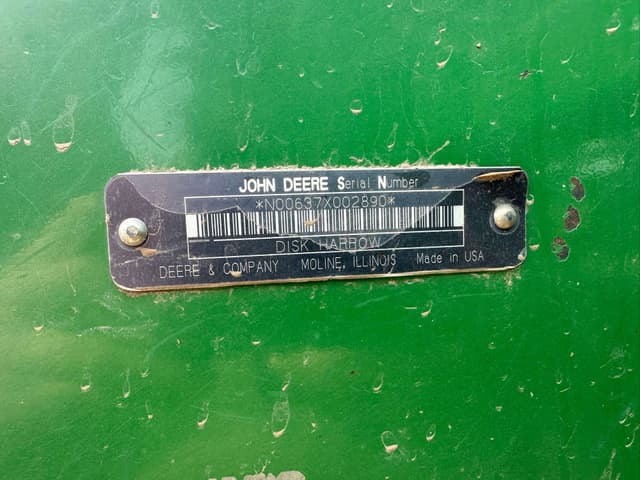 JOHN DEERE Serial Number
*N00637X002890*
DISK HARROW
DEERE & COMPANY MOLINE, ILLINOIS Made in USA